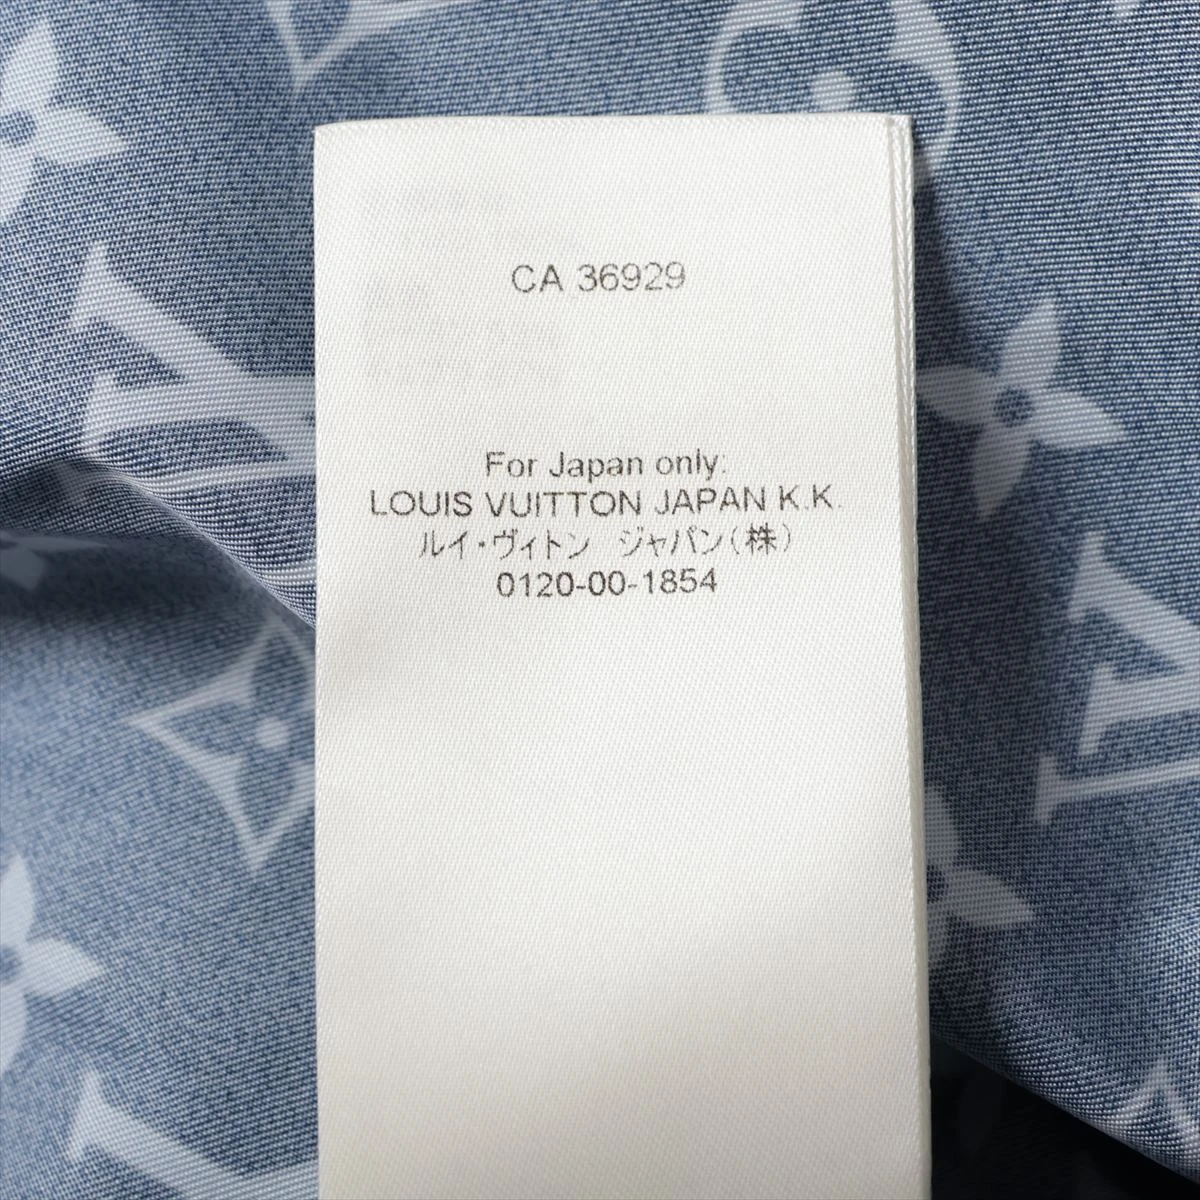 CA 36929
For Japan only:
LOUIS VUITTON JAPAN K.K.
ルイ・ヴィトン ジャパン(株)
0120-00-1854